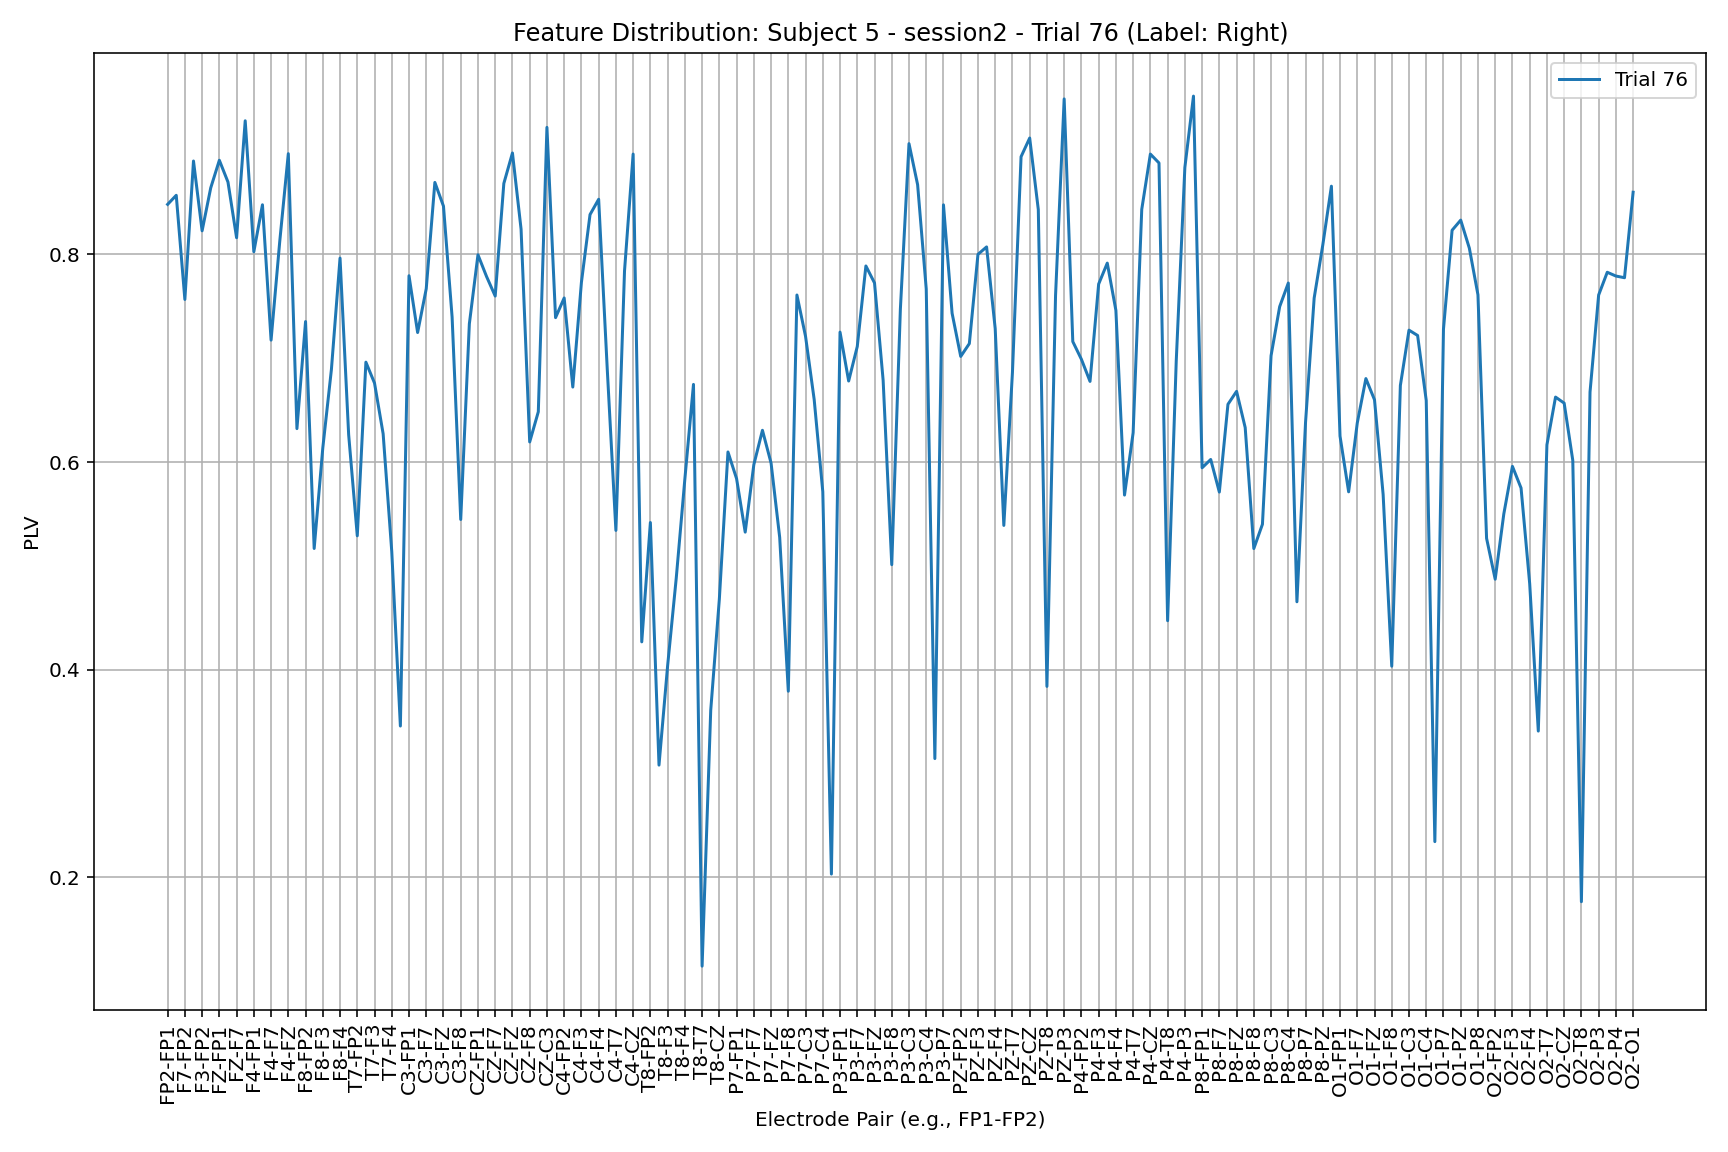 Feature Distribution: Subject 5 - session2 - Trial 76 (Label: Right)
Trial 76
PLV
0.8
0.6
0.4
0.2
FP2-FP1
F7-FP2
F3-FP2
FZ-FP1
FZ-F7
F4-FP1
F4-F7
F4-FZ
F8-FP2
F8-F3
F8-F4
T7-FP2
T7-F3
T7-F4
C3-FP1
C3-F7
C3-FZ
C3-F8
CZ-FP1
CZ-F7
CZ-FZ
CZ-F8
CZ-C3
C4-FP2
C4-F3
C4-F4
C4-T7
C4-CZ
T8-FP2
T8-F3
T8-F4
T8-T7
T8-CZ
P7-FP1
P7-F7
P7-FZ
P7-F8
P7-C3
P7-C4
P3-FP1
P3-F7
P3-FZ
P3-F8
P3-C3
P3-C4
P3-P7
PZ-FP2
PZ-F3
PZ-F4
PZ-T7
PZ-CZ
PZ-T8
PZ-P3
P4-FP2
P4-F3
P4-F4
P4-T7
P4-CZ
P4-T8
P4-P3
P8-FP1
P8-F7
P8-FZ
P8-F8
P8-C3
P8-C4
P8-P7
P8-PZ
O1-FP1
O1-F7
O1-FZ
O1-F8
O1-C3
O1-C4
O1-P7
O1-PZ
O1-P8
O2-FP2
O2-F3
O2-F4
O2-T7
O2-CZ
O2-T8
O2-P3
O2-P4
O2-O1
Electrode Pair (e.g., FP1-FP2)